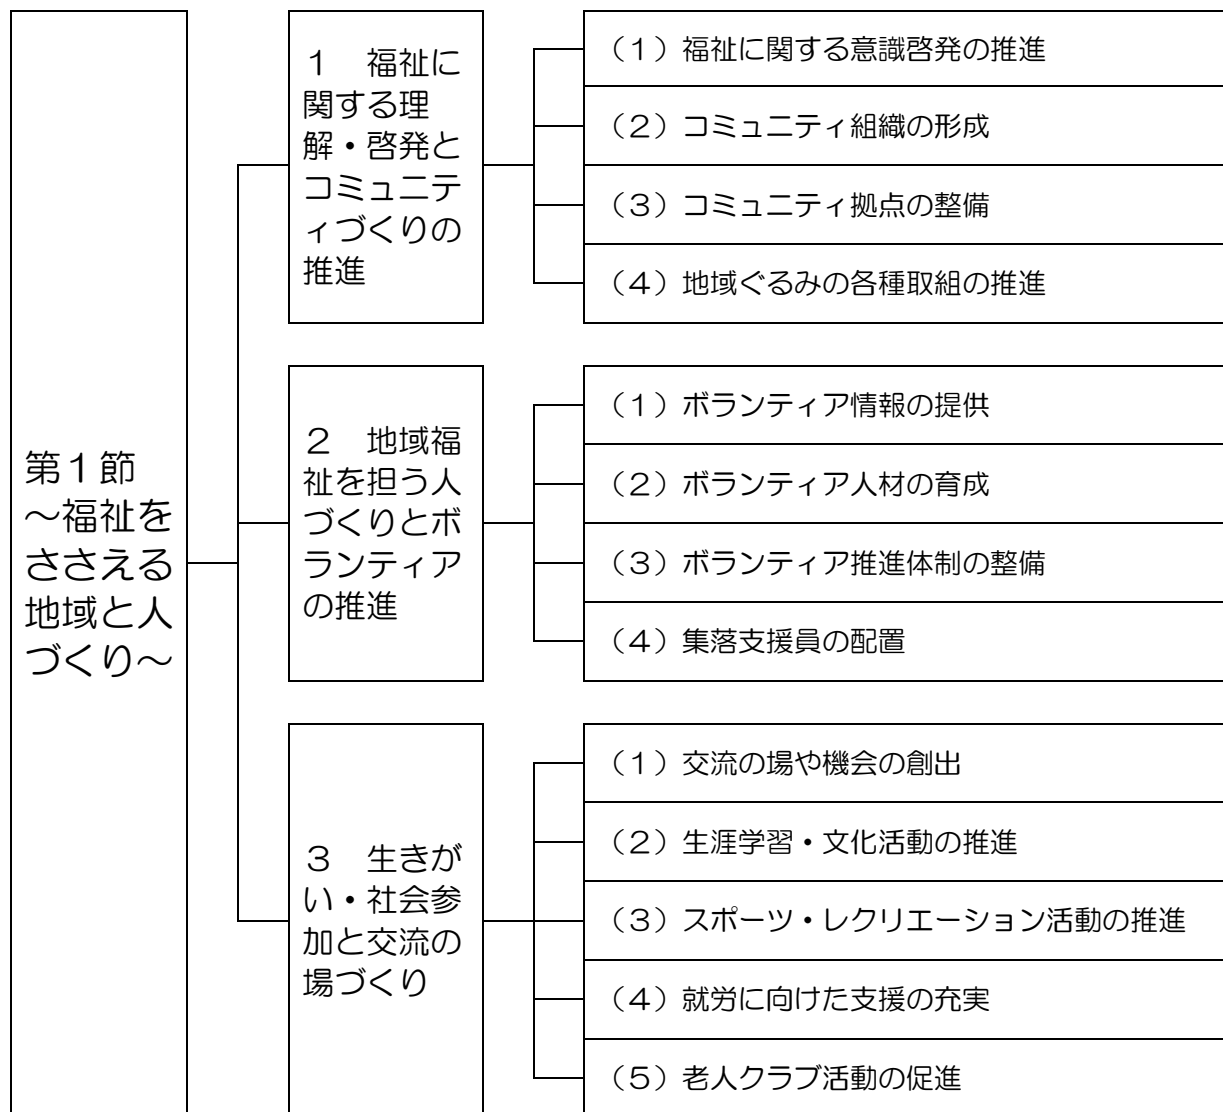 第１節
～福祉を
ささえる
地域と人
づくり～
１　福祉に
関する理
解・啓発と
コミュニテ
ィづくりの
推進
（１）福祉に関する意識啓発の推進
（２）コミュニティ組織の形成
（３）コミュニティ拠点の整備
（４）地域ぐるみの各種取組の推進
２　地域福
祉を担う人
づくりとボ
ランティア
の推進
（１）ボランティア情報の提供
（２）ボランティア人材の育成
（３）ボランティア推進体制の整備
（４）集落支援員の配置
３　生きが
い・社会参
加と交流の
場づくり
（１）交流の場や機会の創出
（２）生涯学習・文化活動の推進
（３）スポーツ・レクリエーション活動の推進
（４）就労に向けた支援の充実
（５）老人クラブ活動の促進